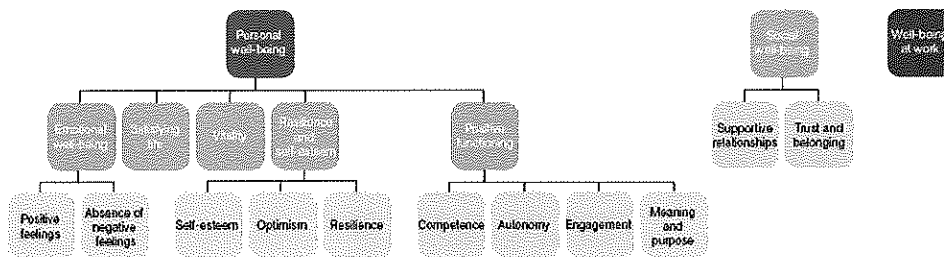 Personal
well-being
Social
well-being
Well-being
at work
Emotional
well-being
Satisfying
life
Vitality
Resilience
and
self-esteem
Positive
functioning
Supportive
relationships
Trust and
belonging
Positive
feelings
Absence of
negative
feelings
Self-esteem
Optimism
Resilience
Competence
Autonomy
Engagement
Meaning
and
purpose